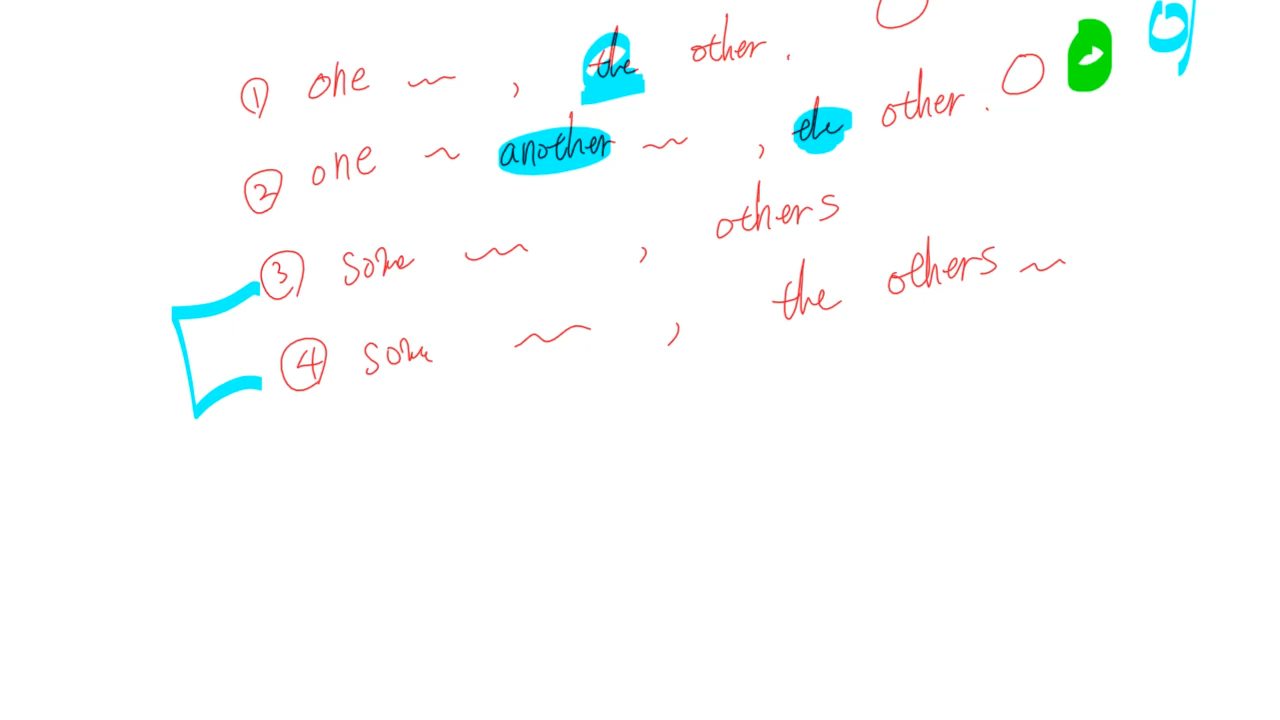 ① one ~ , the other .
② one ~ another ~ , the other .
③ some ~ , others
④ some ~ , the others ~